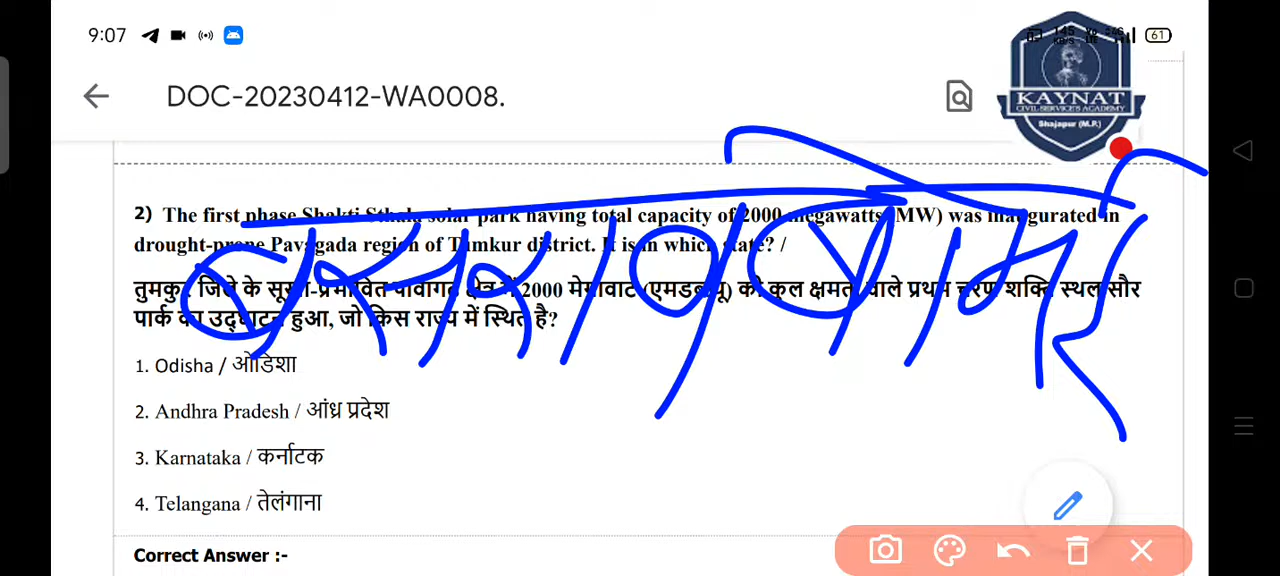 9:07
61
DOC-20230412-WA0008.
KAYNAT
CIVIL SERVICE'S ACADEMY
Shajapur (M.P.)
2) The first phase Shakti Sthala solar park having total capacity of 2000 megawatts (MW) was inaugurated in
drought-prone Pavagada region of Tumkur district. It is in which state? /
तुमकूर जिले के सूखा-प्रभावित पावागढ़ क्षेत्र में 2000 मेगावाट (एमडब्ल्यू) की कुल क्षमता वाले प्रथम चरण शक्ति स्थल सौर
पार्क का उद्घाटन हुआ, जो किस राज्य में स्थित है?
1. Odisha / ओडिशा
2. Andhra Pradesh / आंध्र प्रदेश
3. Karnataka / कर्नाटक
4. Telangana / तेलंगाना
Correct Answer :-